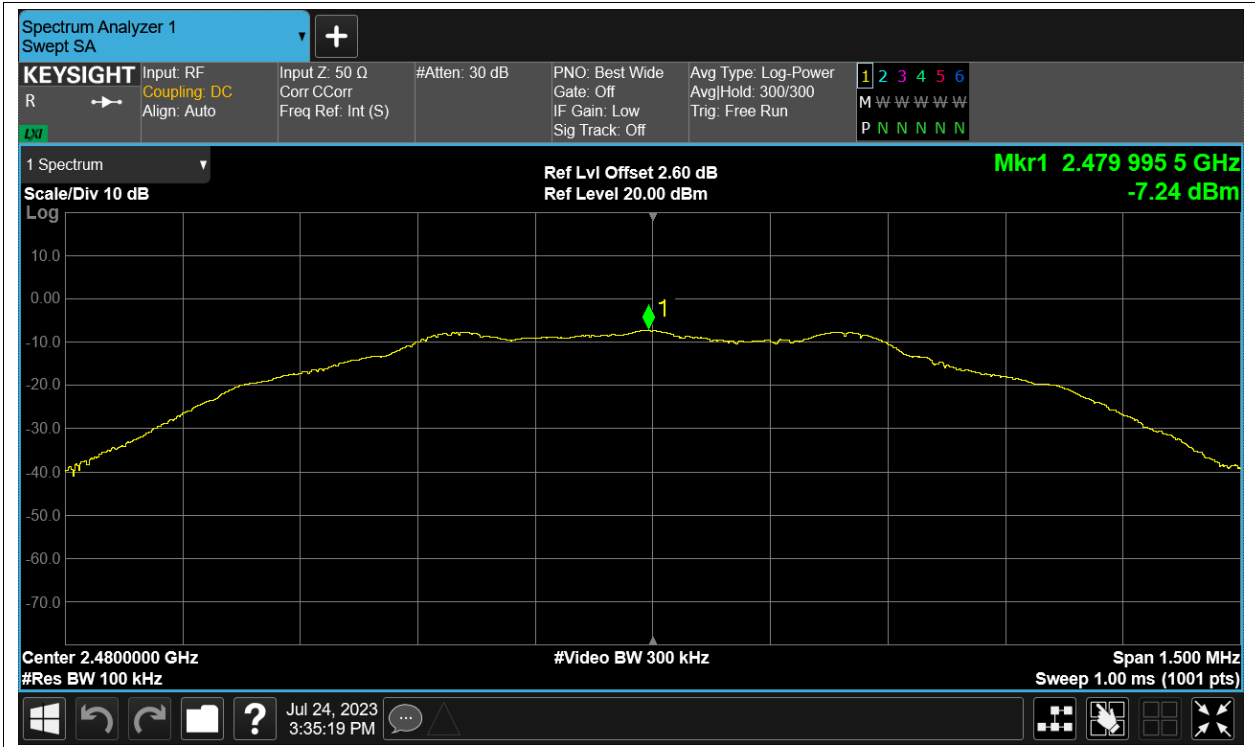 Spectrum Analyzer 1
Swept SA
KEYSIGHT
R
LXI
Input: RF
Coupling: DC
Align: Auto
Input Z: 50 Ω
Corr CCorr
Freq Ref: Int (S)
#Atten: 30 dB
PNO: Best Wide
Gate: Off
IF Gain: Low
Sig Track: Off
Avg Type: Log-Power
Avg|Hold: 300/300
Trig: Free Run
1 2 3 4 5 6
M W W W W W
P N N N N N
1 Spectrum
Scale/Div 10 dB
Log
Ref Lvl Offset 2.60 dB
Ref Level 20.00 dBm
Mkr1 2.479 995 5 GHz
-7.24 dBm
10.0
0.00
1
-10.0
-20.0
-30.0
-40.0
-50.0
-60.0
-70.0
Center 2.4800000 GHz
#Res BW 100 kHz
#Video BW 300 kHz
Span 1.500 MHz
Sweep 1.00 ms (1001 pts)
?
Jul 24, 2023
3:35:19 PM